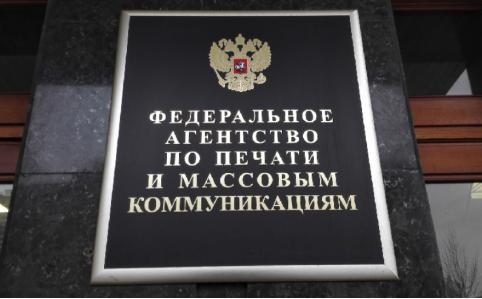 ФЕДЕРАЛЬНОЕ
АГЕНТСТВО
ПО ПЕЧАТИ
И МАССОВЫМ
КОММУНИКАЦИЯМ